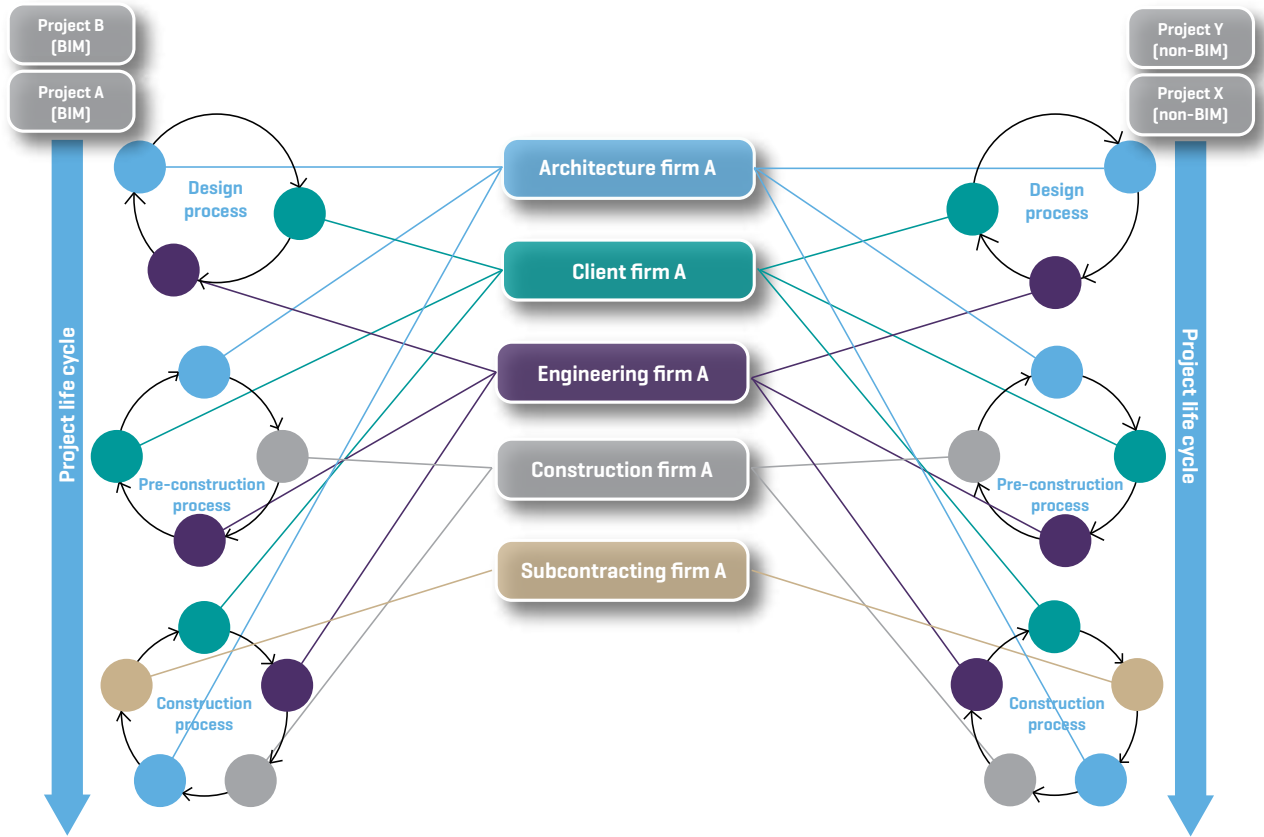 Project B
(BIM)
Project A
(BIM)
Project Y
(non-BIM)
Project X
(non-BIM)
Project life cycle
Design
process
Pre-construction
process
Construction
process
Architecture firm A
Client firm A
Engineering firm A
Construction firm A
Subcontracting firm A
Design
process
Pre-construction
process
Construction
process
Project life cycle